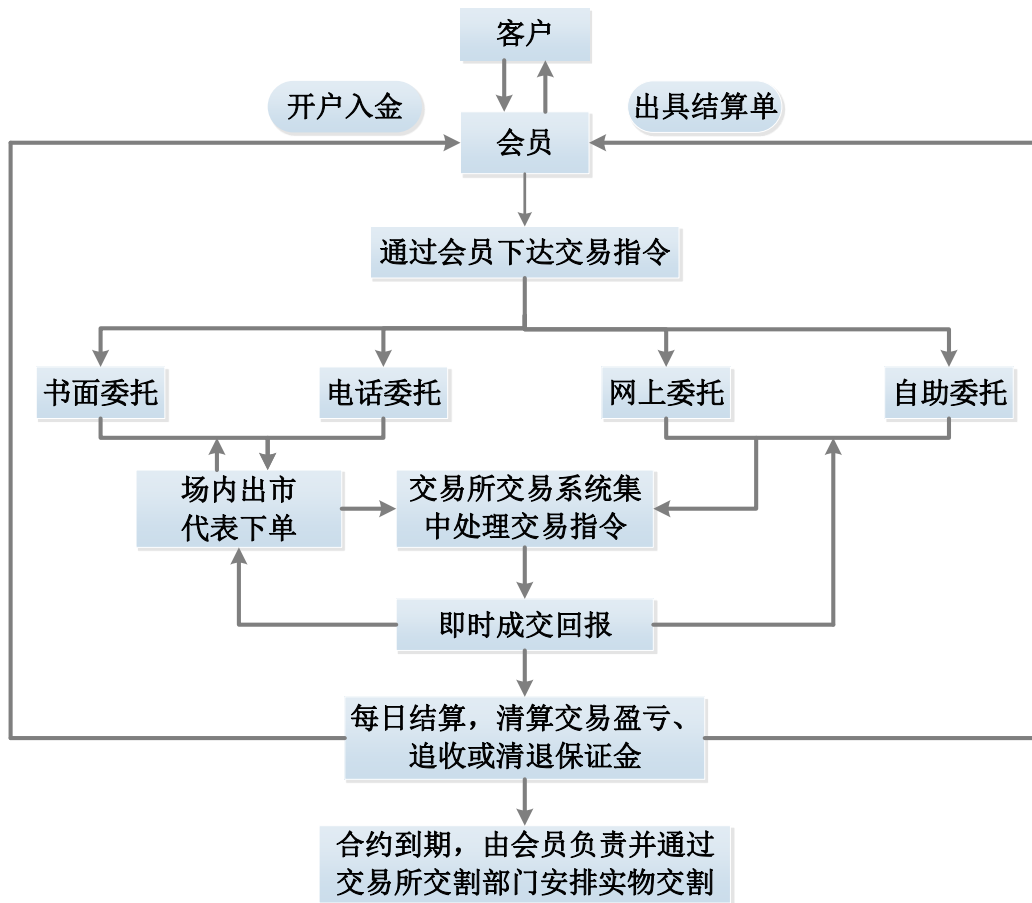 客户
开户入金
出具结算单
会员
通过会员下达交易指令
书面委托
电话委托
网上委托
自助委托
场内出市
代表下单
交易所交易系统集
中处理交易指令
即时成交回报
每日结算，清算交易盈亏、
追收或清退保证金
合约到期，由会员负责并通过
交易所交割部门安排实物交割